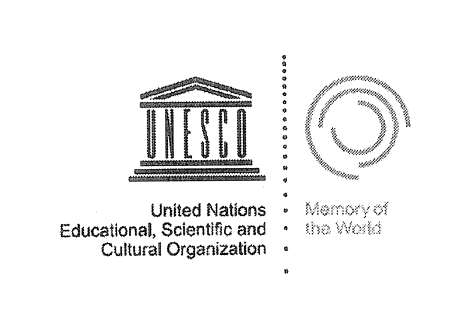 UNESCO
United Nations
Educational, Scientific and
Cultural Organization
Memory of
the World